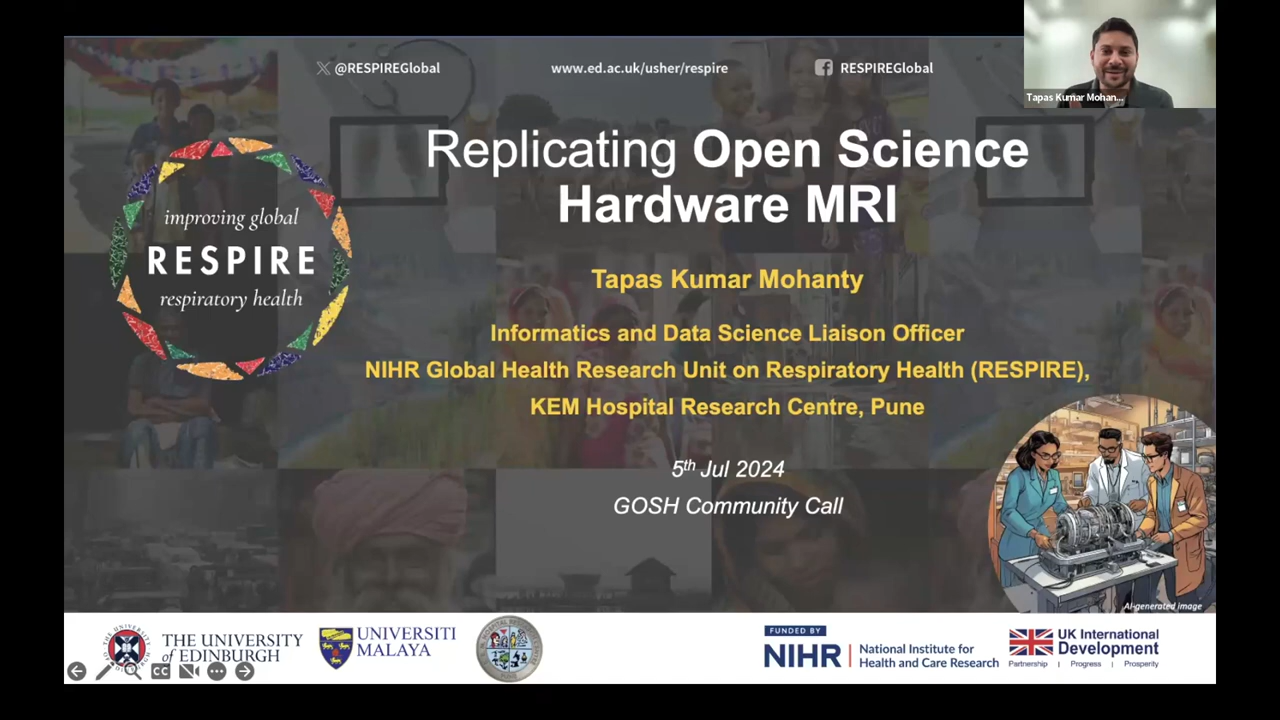 @RESPIREGlobal
www.ed.ac.uk/usher/respire
RESPIREGlobal
Tapas Kumar Mohan...
Replicating Open Science
Hardware MRI
improving global
RESPIRE
respiratory health
Tapas Kumar Mohanty
Informatics and Data Science Liaison Officer
NIHR Global Health Research Unit on Respiratory Health (RESPIRE),
KEM Hospital Research Centre, Pune
5th Jul 2024
GOSH Community Call
AI-generated image
THE UNIVERSITY
of EDINBURGH
UNIVERSITI
MALAYA
FUNDED BY
NIHR
National Institute for
Health and Care Research
UK International
Development
Partnership | Progress | Prosperity
CC